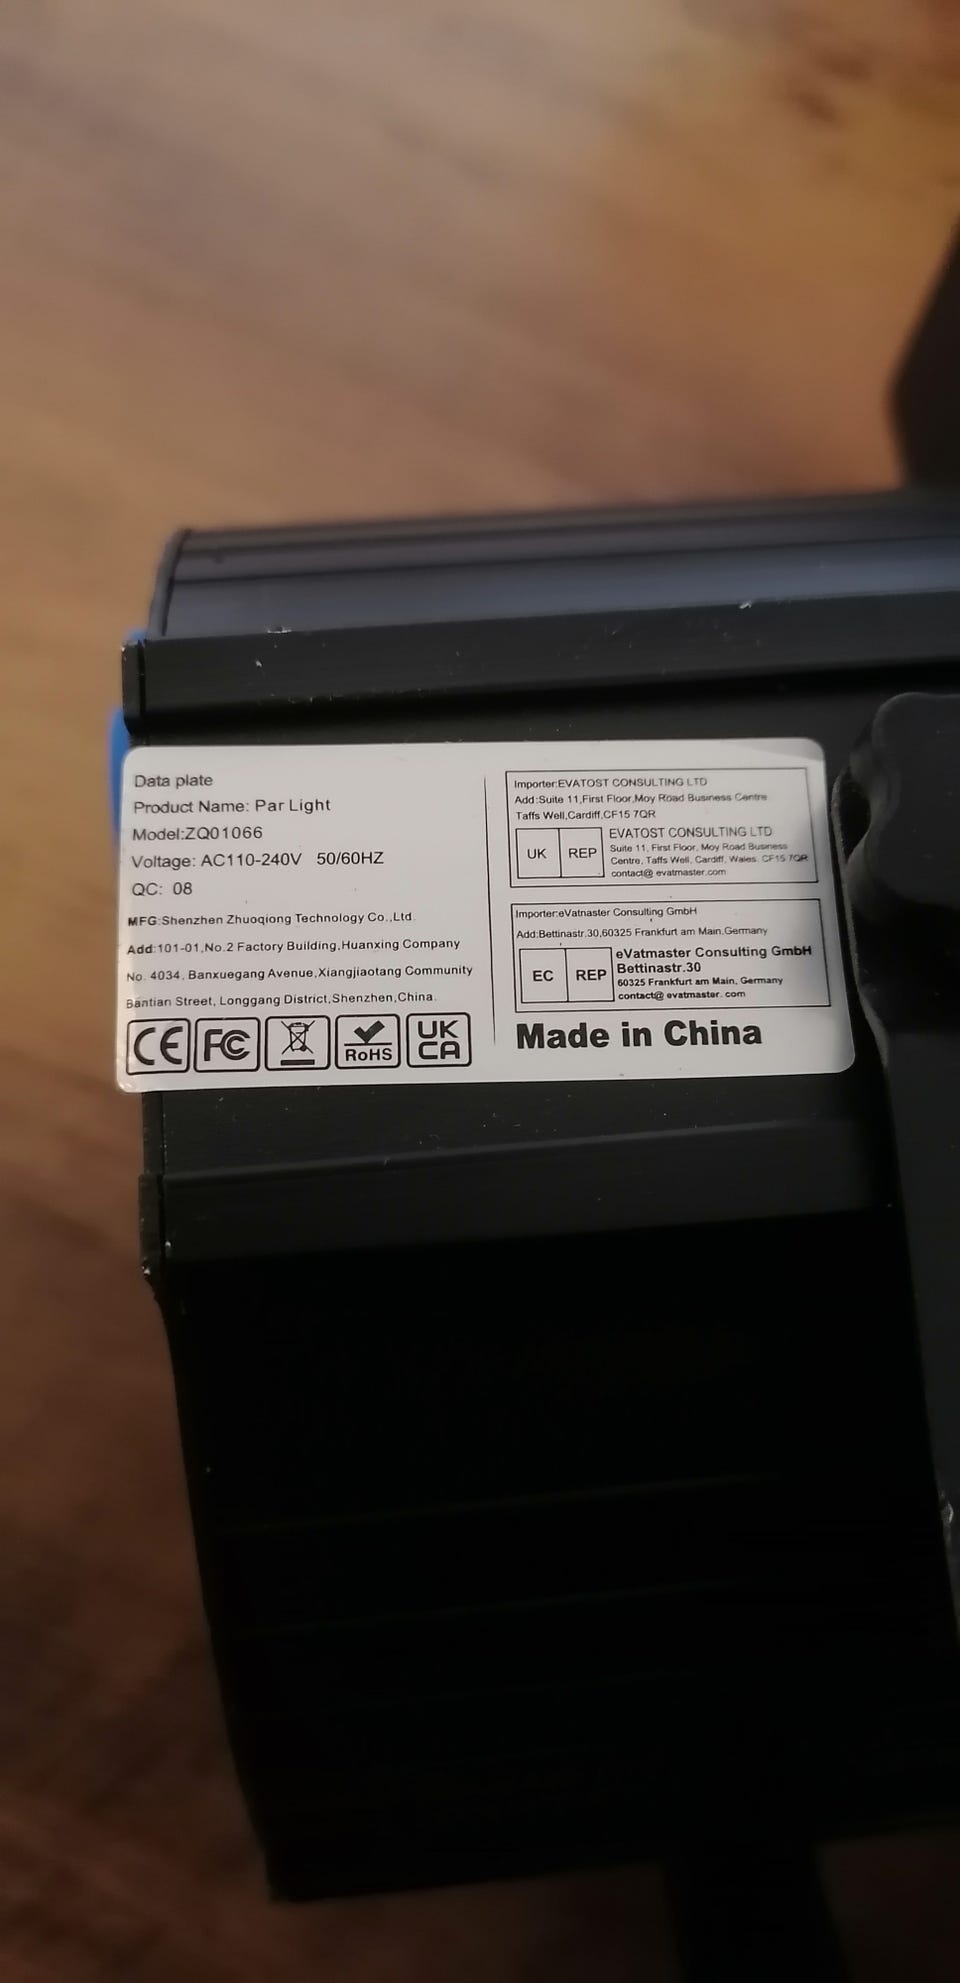 Data plate
Product Name: Par Light
Model:ZQ01066
Voltage: AC110-240V 50/60HZ
QC: 08
MFG:Shenzhen Zhuoqiong Technology Co.,Ltd.
Add:101-01,No.2 Factory Building,Huanxing Company
No. 4034, Banxuegang Avenue,Xiangjiaotang Community
Bantian Street, Longgang District,Shenzhen,China.
CE FC RoHS UK CA
Importer:EVATOST CONSULTING LTD
Add:Suite 11,First Floor,Moy Road Business Centre
Taffs Well,Cardiff,CF15 7QR
UK REP
EVATOST CONSULTING LTD
Suite 11, First Floor, Moy Road Business
Centre, Taffs Well, Cardiff, Wales, CF15 7QR
contact@ evatmaster.com
Importer:eVatnaster Consulting GmbH
Add:Bettinastr.30,60325 Frankfurt am Main,Germany
EC REP
eVatmaster Consulting GmbH
Bettinastr.30
60325 Frankfurt am Main, Germany
contact@ evatmaster. com
Made in China